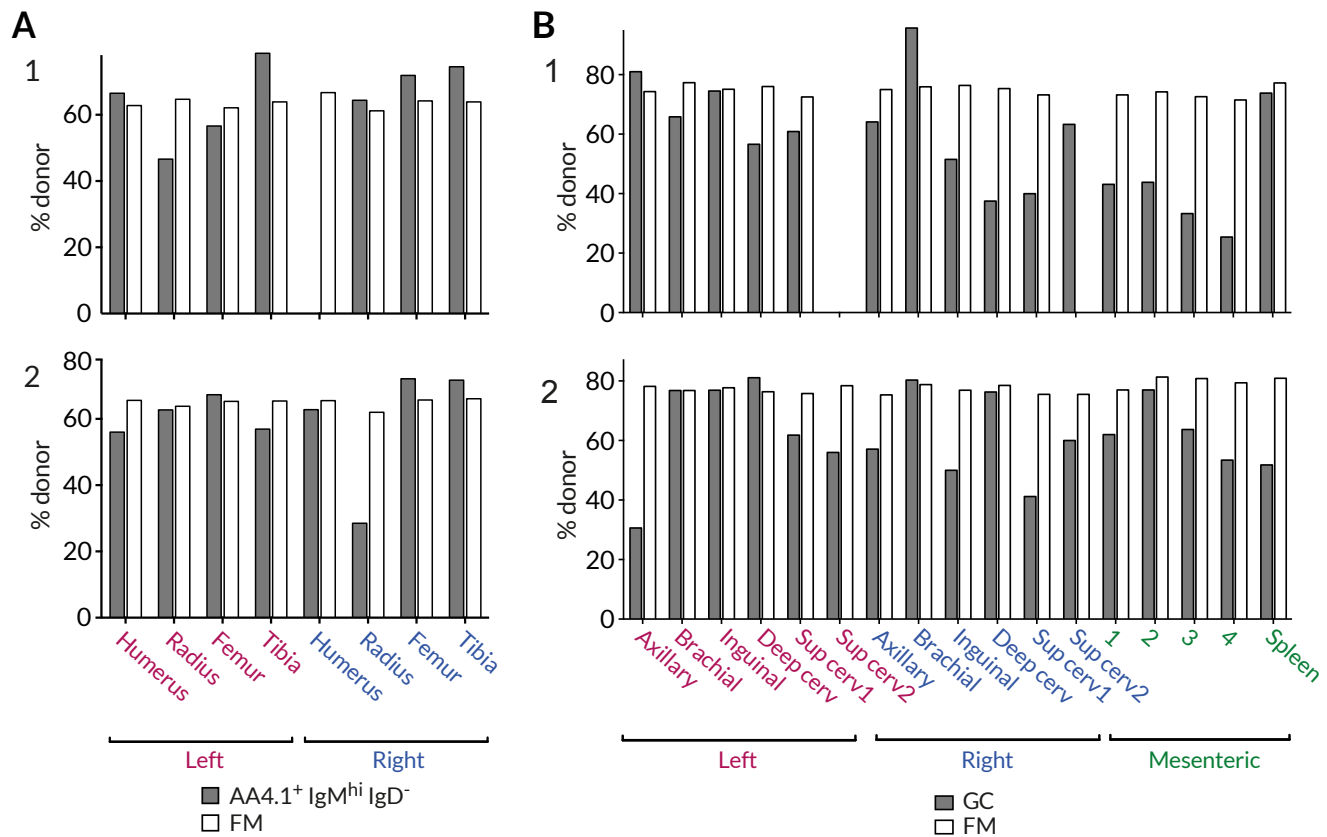 A
1
% donor
60
40
20
0
2
% donor
80
60
40
20
0
Humerus
Radius
Femur
Tibia
Humerus
Radius
Femur
Tibia
Left
Right
AA4.1⁺ IgMʰⁱ IgD⁻
FM
B
1
% donor
80
60
40
20
0
2
% donor
80
60
40
20
0
Axillary
Brachial
Inguinal
Deep cerv
Sup cerv1
Sup cerv2
Axillary
Brachial
Inguinal
Deep cerv
Sup cerv1
Sup cerv2
1
2
3
4
Spleen
Left
Right
Mesenteric
GC
FM